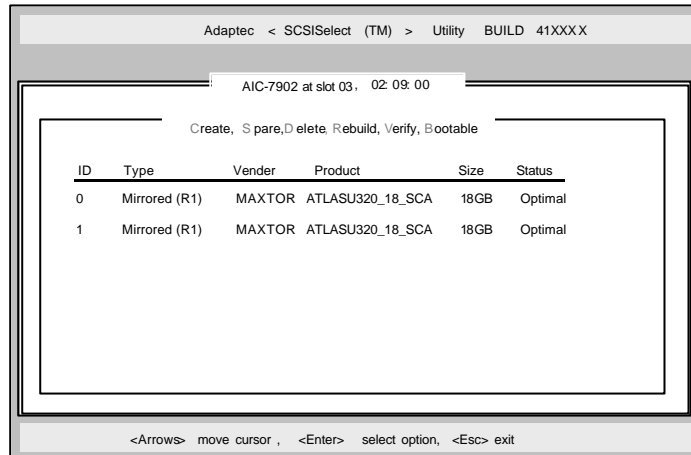 Adaptec < SCSISelect (TM) > Utility BUILD 41XXXX
AIC-7902 at slot 03, 02:09:00
Create, Spare,Delete, Rebuild, Verify, Bootable
ID Type Vender Product Size Status
0 Mirrored (R1) MAXTOR ATLASU320_18_SCA 18GB Optimal
1 Mirrored (R1) MAXTOR ATLASU320_18_SCA 18GB Optimal
<Arrows> move cursor , <Enter> select option, <Esc> exit